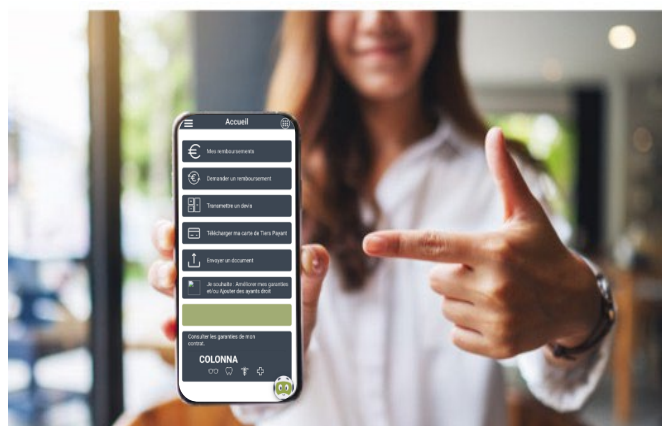 Accueil
Mes remboursements
Demander un remboursement
Transmettre un devis
Télécharger ma carte de Tiers Payant
Envoyer un document
Je souhaite : Améliorer mes garanties
et/ou Ajouter des ayants droit
Consulter les garanties de mon
contrat.
COLONNA